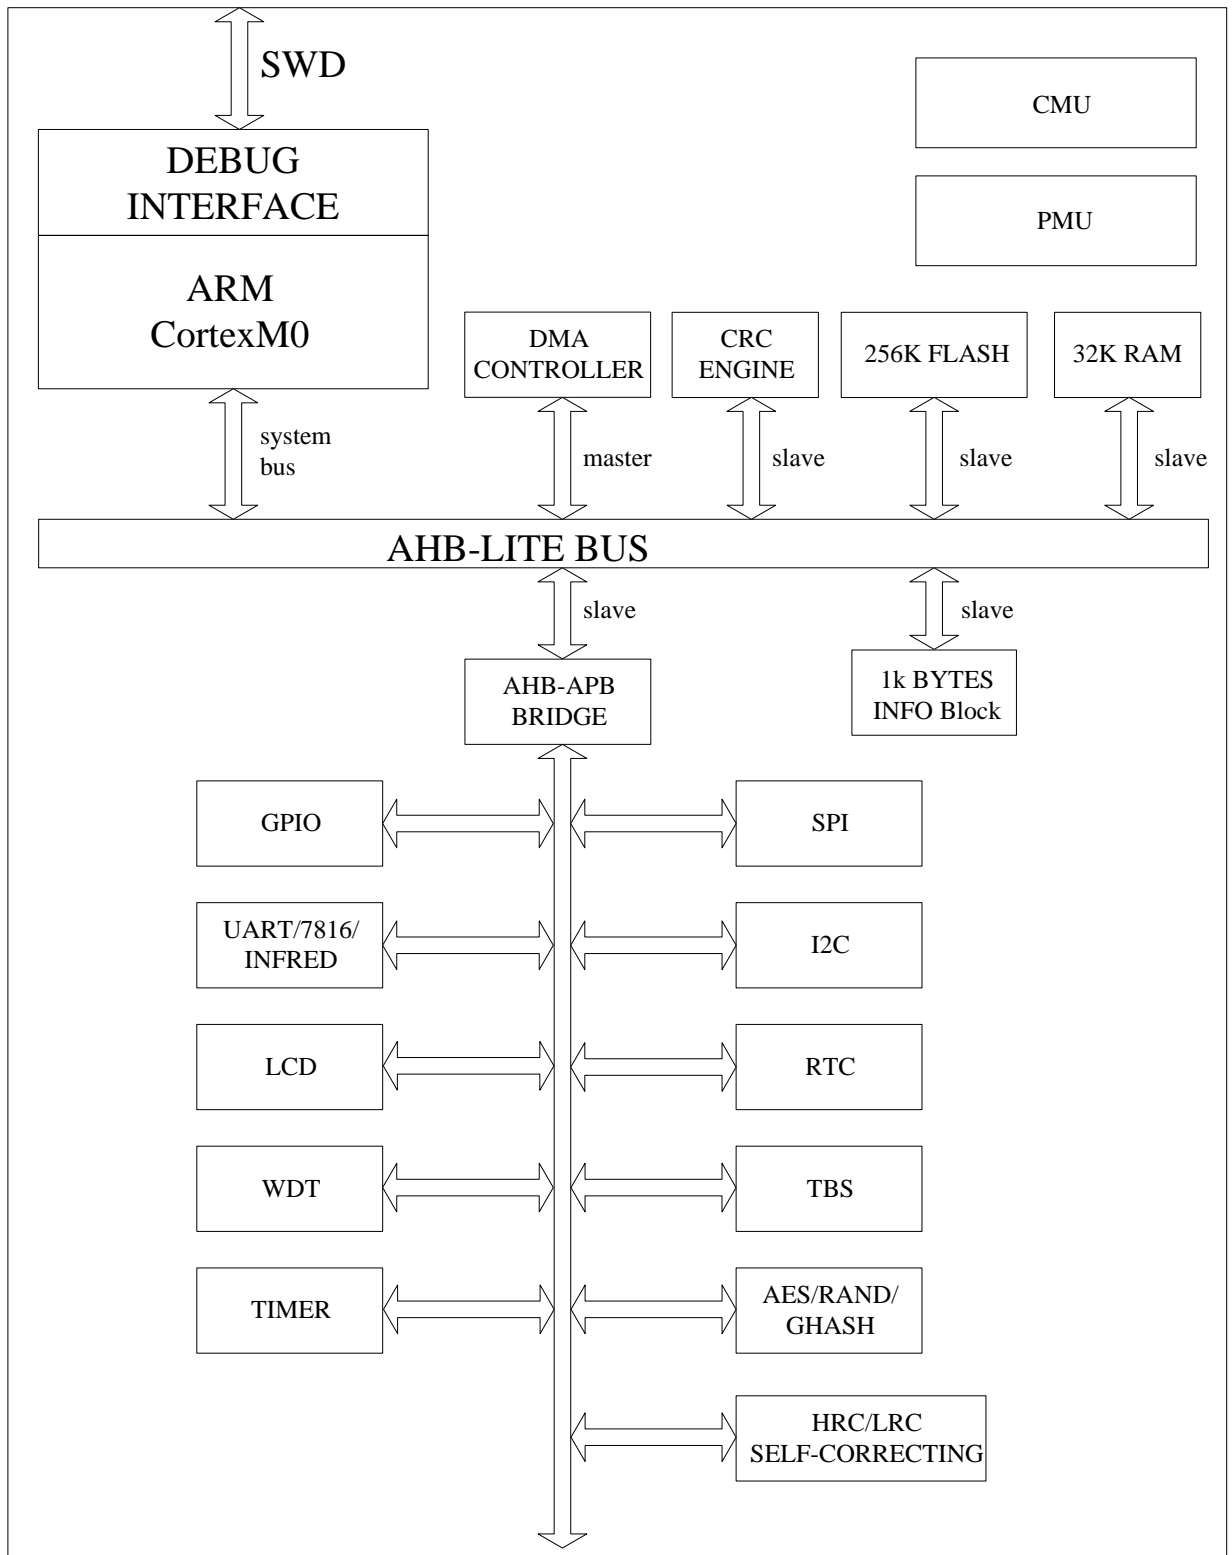 SWD
CMU
DEBUG
INTERFACE
PMU
ARM
CortexM0
DMA
CONTROLLER
CRC
ENGINE
256K FLASH
32K RAM
system
bus
master
slave
slave
slave
AHB-LITE BUS
slave
slave
AHB-APB
BRIDGE
1k BYTES
INFO Block
GPIO
SPI
UART/7816/
INFRED
I2C
LCD
RTC
WDT
TBS
TIMER
AES/RAND/
GHASH
HRC/LRC
SELF-CORRECTING